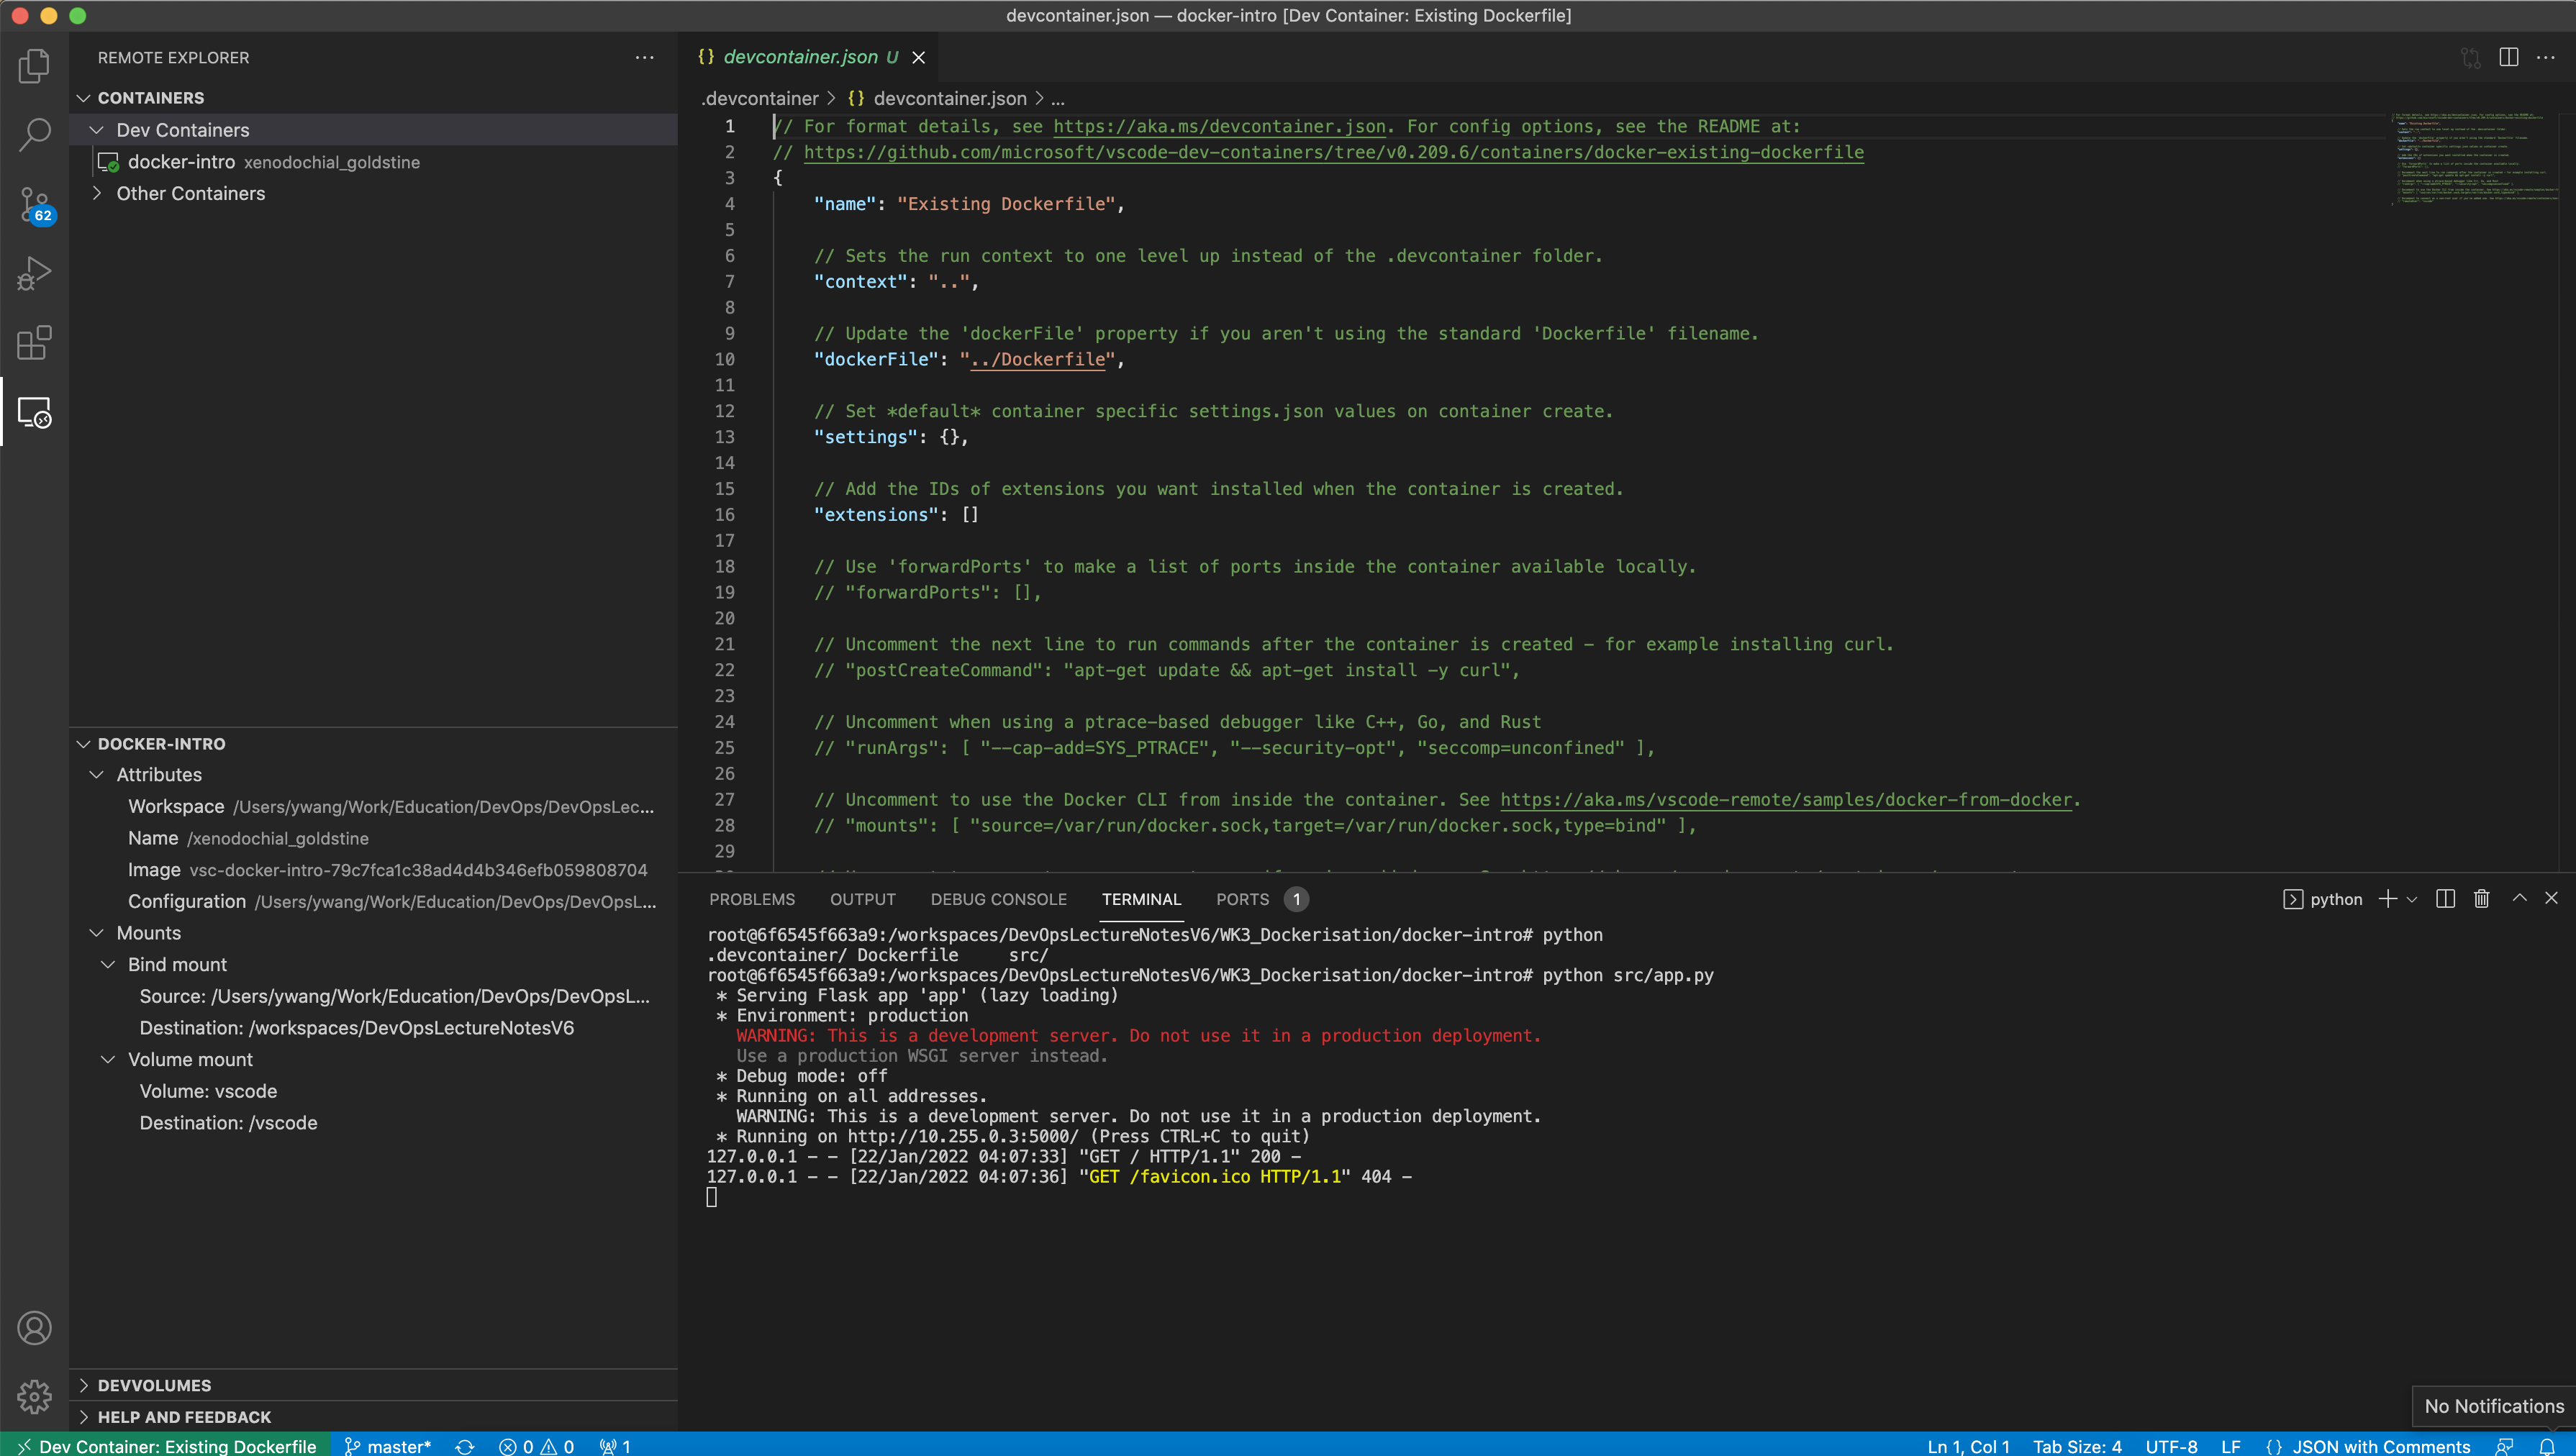 devcontainer.json — docker-intro [Dev Container: Existing Dockerfile]
REMOTE EXPLORER
CONTAINERS
Dev Containers
docker-intro xenodochial_goldstine
Other Containers
62
DOCKER-INTRO
Attributes
Workspace /Users/ywang/Work/Education/DevOps/DevOpsLec...
Name /xenodochial_goldstine
Image vsc-docker-intro-79c7fca1c38ad4d4b346efb059808704
Configuration /Users/ywang/Work/Education/DevOps/DevOpsL...
Mounts
Bind mount
Source: /Users/ywang/Work/Education/DevOps/DevOpsL...
Destination: /workspaces/DevOpsLectureNotesV6
Volume mount
Volume: vscode
Destination: /vscode
DEVVOLUMES
HELP AND FEEDBACK
{} devcontainer.json U
.devcontainer > {} devcontainer.json > ...
1 // For format details, see https://aka.ms/devcontainer.json. For config options, see the README at:
2 // https://github.com/microsoft/vscode-dev-containers/tree/v0.209.6/containers/docker-existing-dockerfile
3 {
4 "name": "Existing Dockerfile",
5
6 // Sets the run context to one level up instead of the .devcontainer folder.
7 "context": "..",
8
9 // Update the 'dockerFile' property if you aren't using the standard 'Dockerfile' filename.
10 "dockerFile": "../Dockerfile",
11
12 // Set *default* container specific settings.json values on container create.
13 "settings": {},
14
15 // Add the IDs of extensions you want installed when the container is created.
16 "extensions": []
17
18 // Use 'forwardPorts' to make a list of ports inside the container available locally.
19 // "forwardPorts": [],
20
21 // Uncomment the next line to run commands after the container is created - for example installing curl.
22 // "postCreateCommand": "apt-get update && apt-get install -y curl",
23
24 // Uncomment when using a ptrace-based debugger like C++, Go, and Rust
25 // "runArgs": [ "--cap-add=SYS_PTRACE", "--security-opt", "seccomp=unconfined" ],
26
27 // Uncomment to use the Docker CLI from inside the container. See https://aka.ms/vscode-remote/samples/docker-from-docker.
28 // "mounts": [ "source=/var/run/docker.sock,target=/var/run/docker.sock,type=bind" ],
29
PROBLEMS OUTPUT DEBUG CONSOLE TERMINAL PORTS 1
python
root@6f6545f663a9:/workspaces/DevOpsLectureNotesV6/WK3_Dockerisation/docker-intro# python
.devcontainer/ Dockerfile src/
root@6f6545f663a9:/workspaces/DevOpsLectureNotesV6/WK3_Dockerisation/docker-intro# python src/app.py
* Serving Flask app 'app' (lazy loading)
* Environment: production
WARNING: This is a development server. Do not use it in a production deployment.
Use a production WSGI server instead.
* Debug mode: off
* Running on all addresses.
WARNING: This is a development server. Do not use it in a production deployment.
* Running on http://10.255.0.3:5000/ (Press CTRL+C to quit)
127.0.0.1 - - [22/Jan/2022 04:07:33] "GET / HTTP/1.1" 200 -
127.0.0.1 - - [22/Jan/2022 04:07:36] "GET /favicon.ico HTTP/1.1" 404 -
No Notifications
Dev Container: Existing Dockerfile master* 0 0 1
Ln 1, Col 1 Tab Size: 4 UTF-8 LF {} JSON with Comments